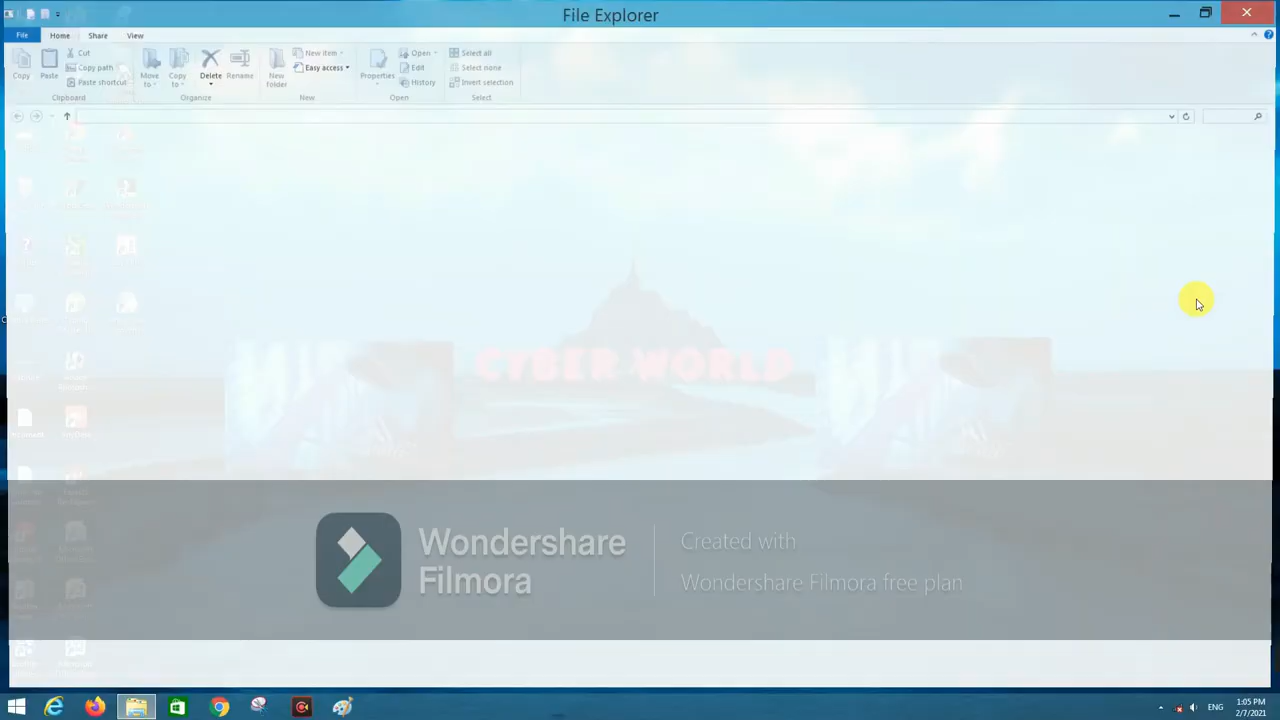 File Explorer
File
Home
Share
View
Copy
Paste
Cut
Copy path
Paste shortcut
Clipboard
Move to
Copy to
Delete
Rename
Organize
New folder
New item
Easy access
New
Properties
Open
Edit
History
Open
Select all
Select none
Invert selection
Select
CYBER WORLD
Wondershare
Filmora
Created with
Wondershare Filmora free plan
ENG
1:05 PM
2/7/2021